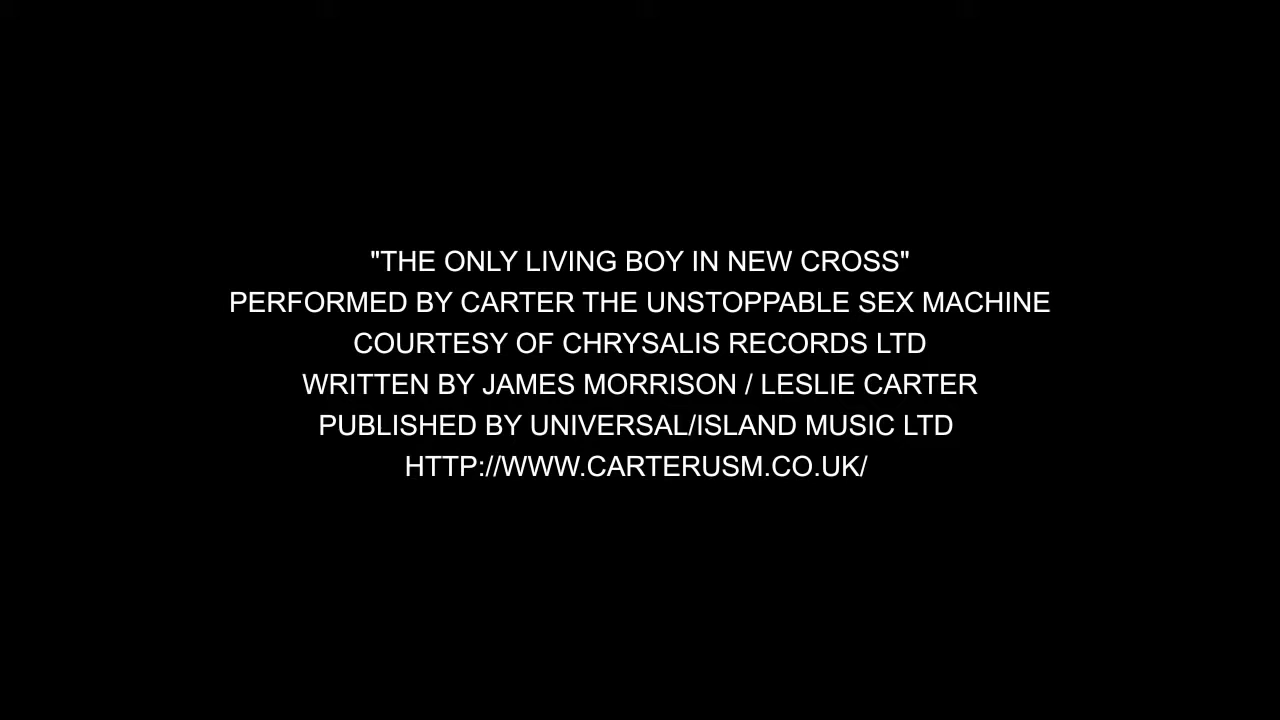 "THE ONLY LIVING BOY IN NEW CROSS"
PERFORMED BY CARTER THE UNSTOPPABLE SEX MACHINE
COURTESY OF CHRYSALIS RECORDS LTD
WRITTEN BY JAMES MORRISON / LESLIE CARTER
PUBLISHED BY UNIVERSAL/ISLAND MUSIC LTD
HTTP://WWW.CARTERUSM.CO.UK/